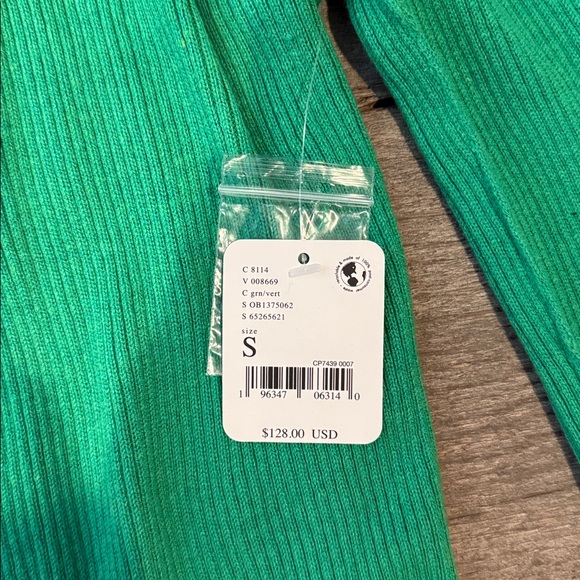 C 8114
V 008669
C grn/vert
S OB1375062
S 65265621
size
S
CP7439 0007
1 96347 06314 0
$128.00 USD